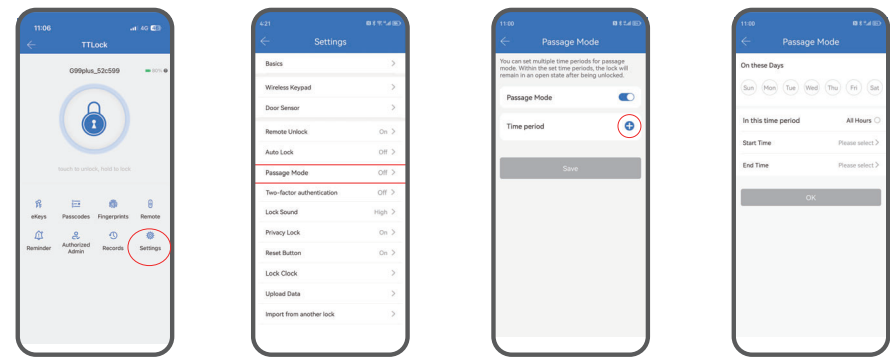 11:06
4G
TTLock
G99plus_52c599
touch to unlock, hold to lock
eKeys
Passcodes
Fingerprints
Remote
Reminder
Authorized
Admin
Records
Settings
4:21
Settings
Basics
Wireless Keypad
Door Sensor
Remote Unlock On
Auto Lock Off
Passage Mode Off
Two-factor authentication Off
Lock Sound High
Privacy Lock On
Reset Button On
Lock Clock
Upload Data
Import from another lock
11:00
Passage Mode
You can set multiple time periods for passage
mode. Within the set time periods, the lock will
remain in an open state after being unlocked.
Passage Mode
Time period
Save
11:00
Passage Mode
On these Days
Sun Mon Tue Wed Thu Fri Sat
In this time period All Hours
Start Time Please select
End Time Please select
OK